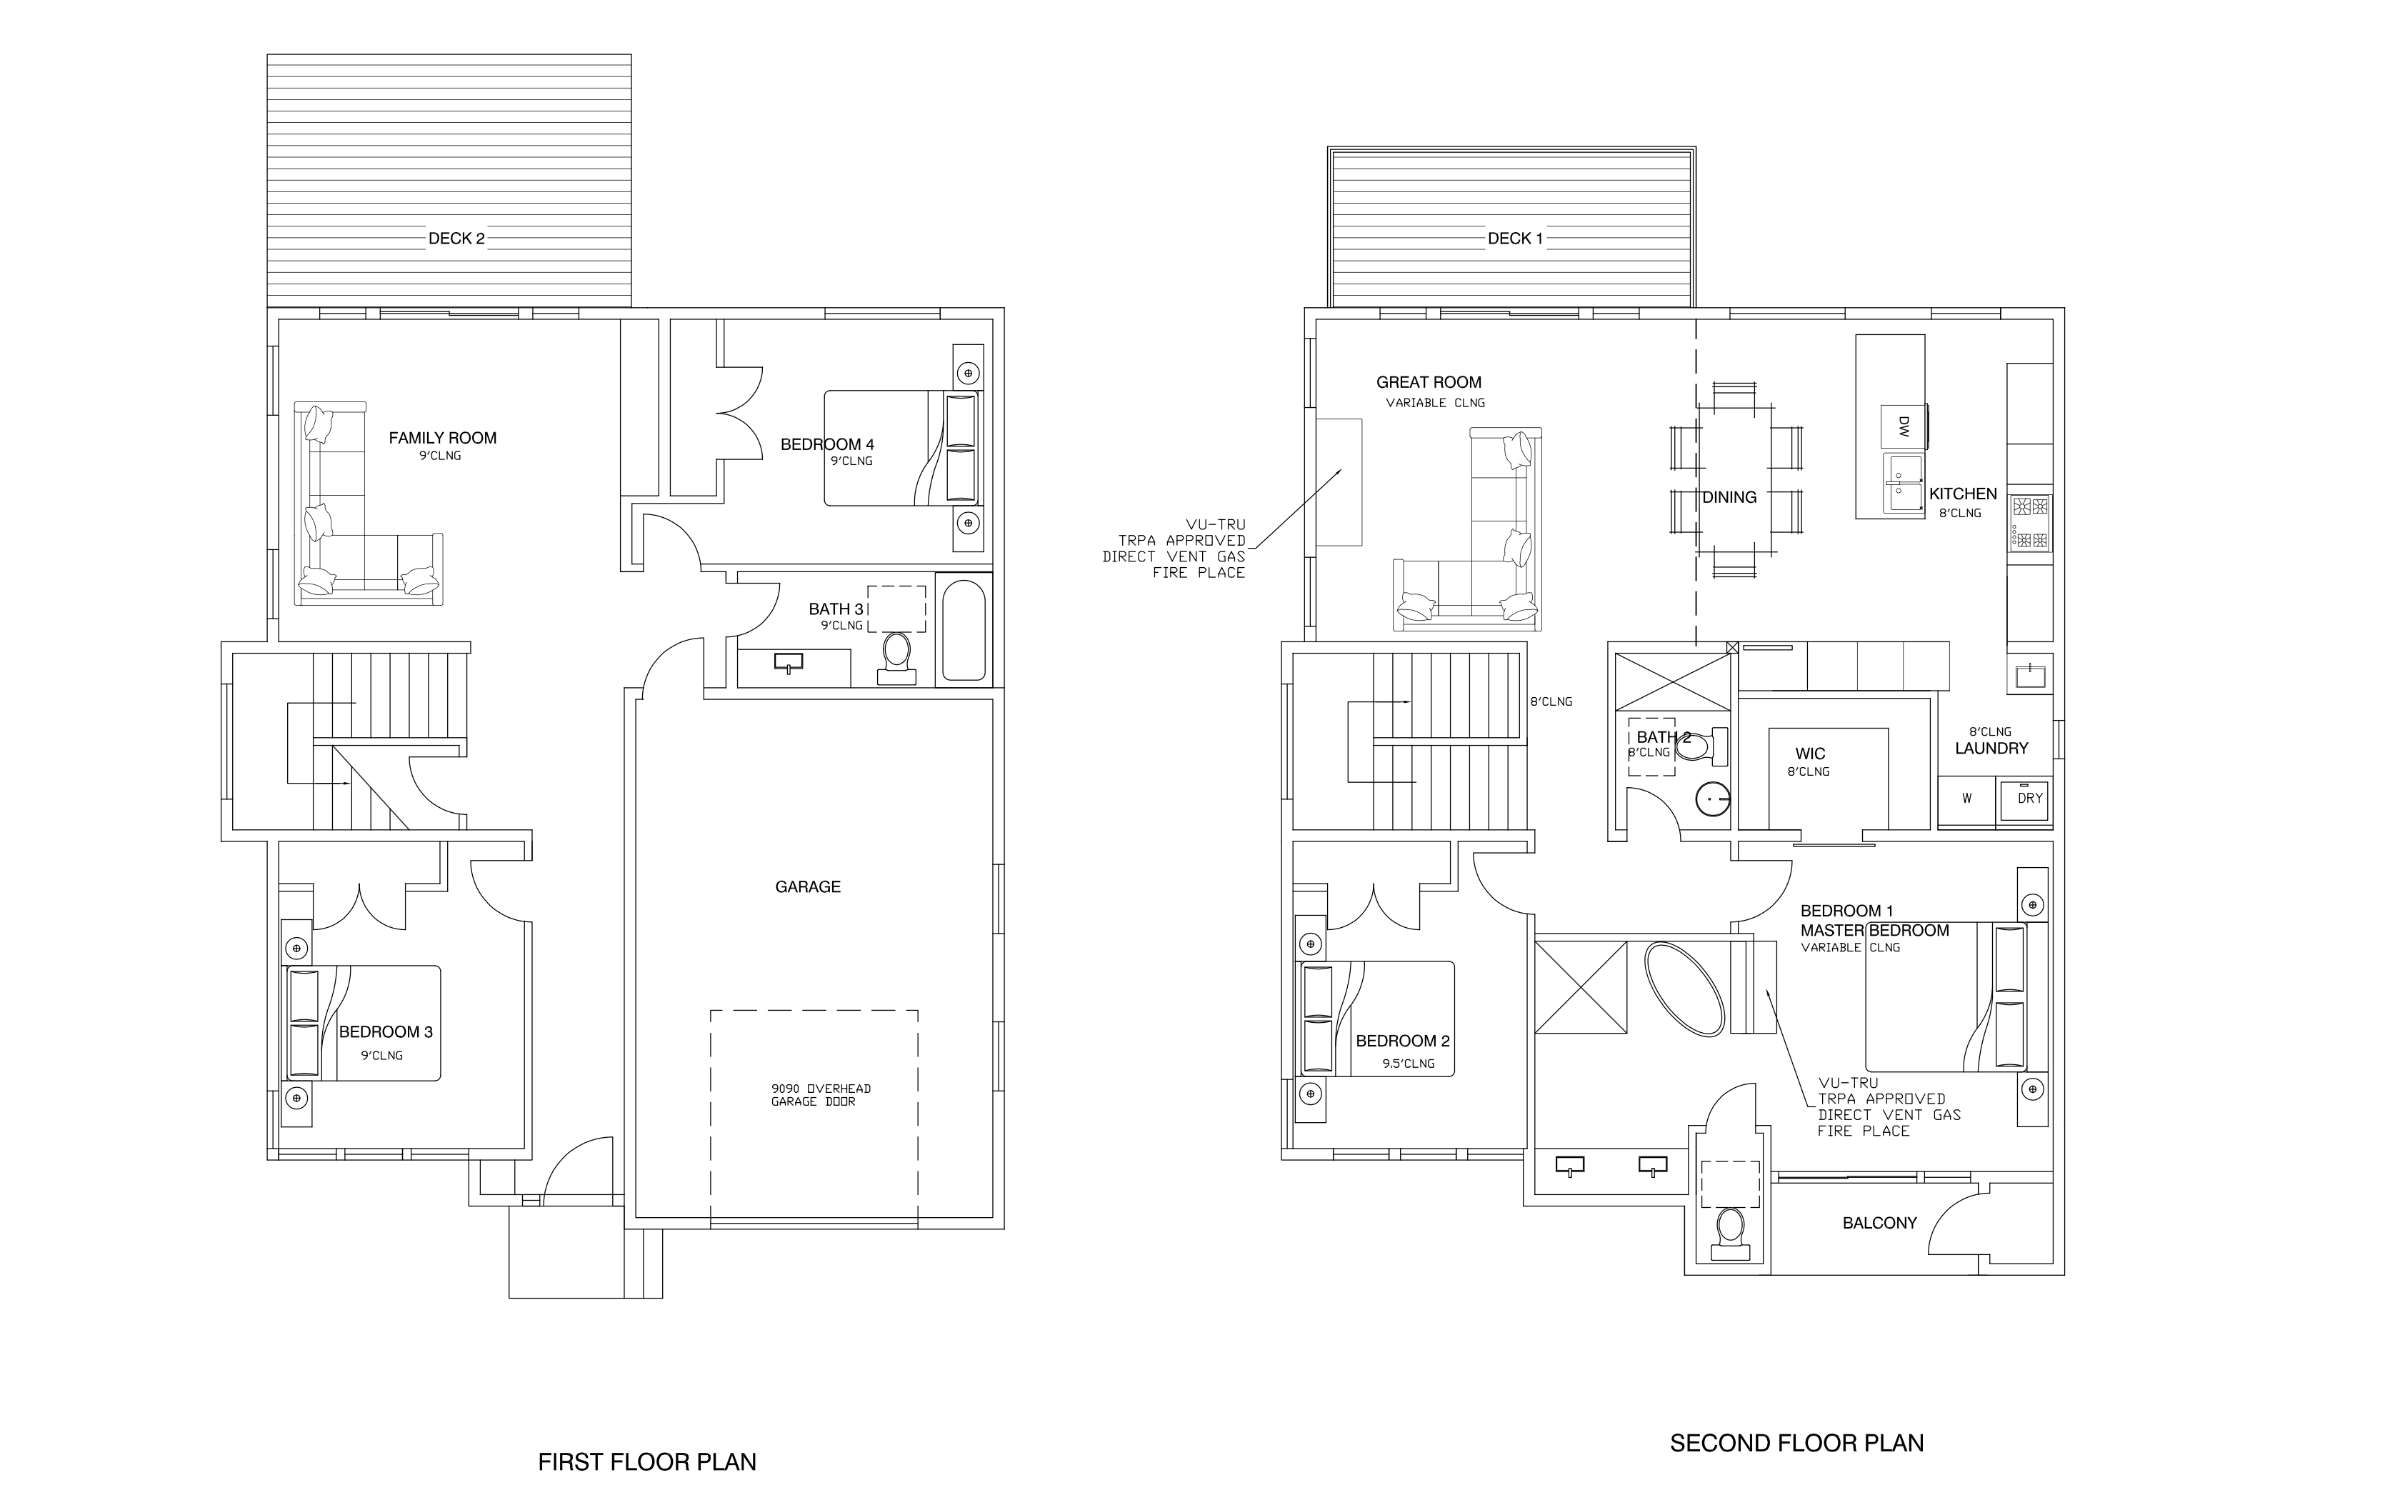 DECK 2
FAMILY ROOM
9'CLNG
BEDROOM 4
9'CLNG
BATH 3
9'CLNG
GARAGE
BEDROOM 3
9'CLNG
9090 OVERHEAD
GARAGE DOOR
FIRST FLOOR PLAN
DECK 1
GREAT ROOM
VARIABLE CLNG
VU-TRU
TRPA APPROVED
DIRECT VENT GAS
FIRE PLACE
DINING
DW
KITCHEN
8'CLNG
8'CLNG
BATH 2
8'CLNG
WIC
8'CLNG
8'CLNG
LAUNDRY
W
DRY
BEDROOM 1
MASTER BEDROOM
VARIABLE CLNG
BEDROOM 2
9.5'CLNG
VU-TRU
TRPA APPROVED
DIRECT VENT GAS
FIRE PLACE
BALCONY
SECOND FLOOR PLAN